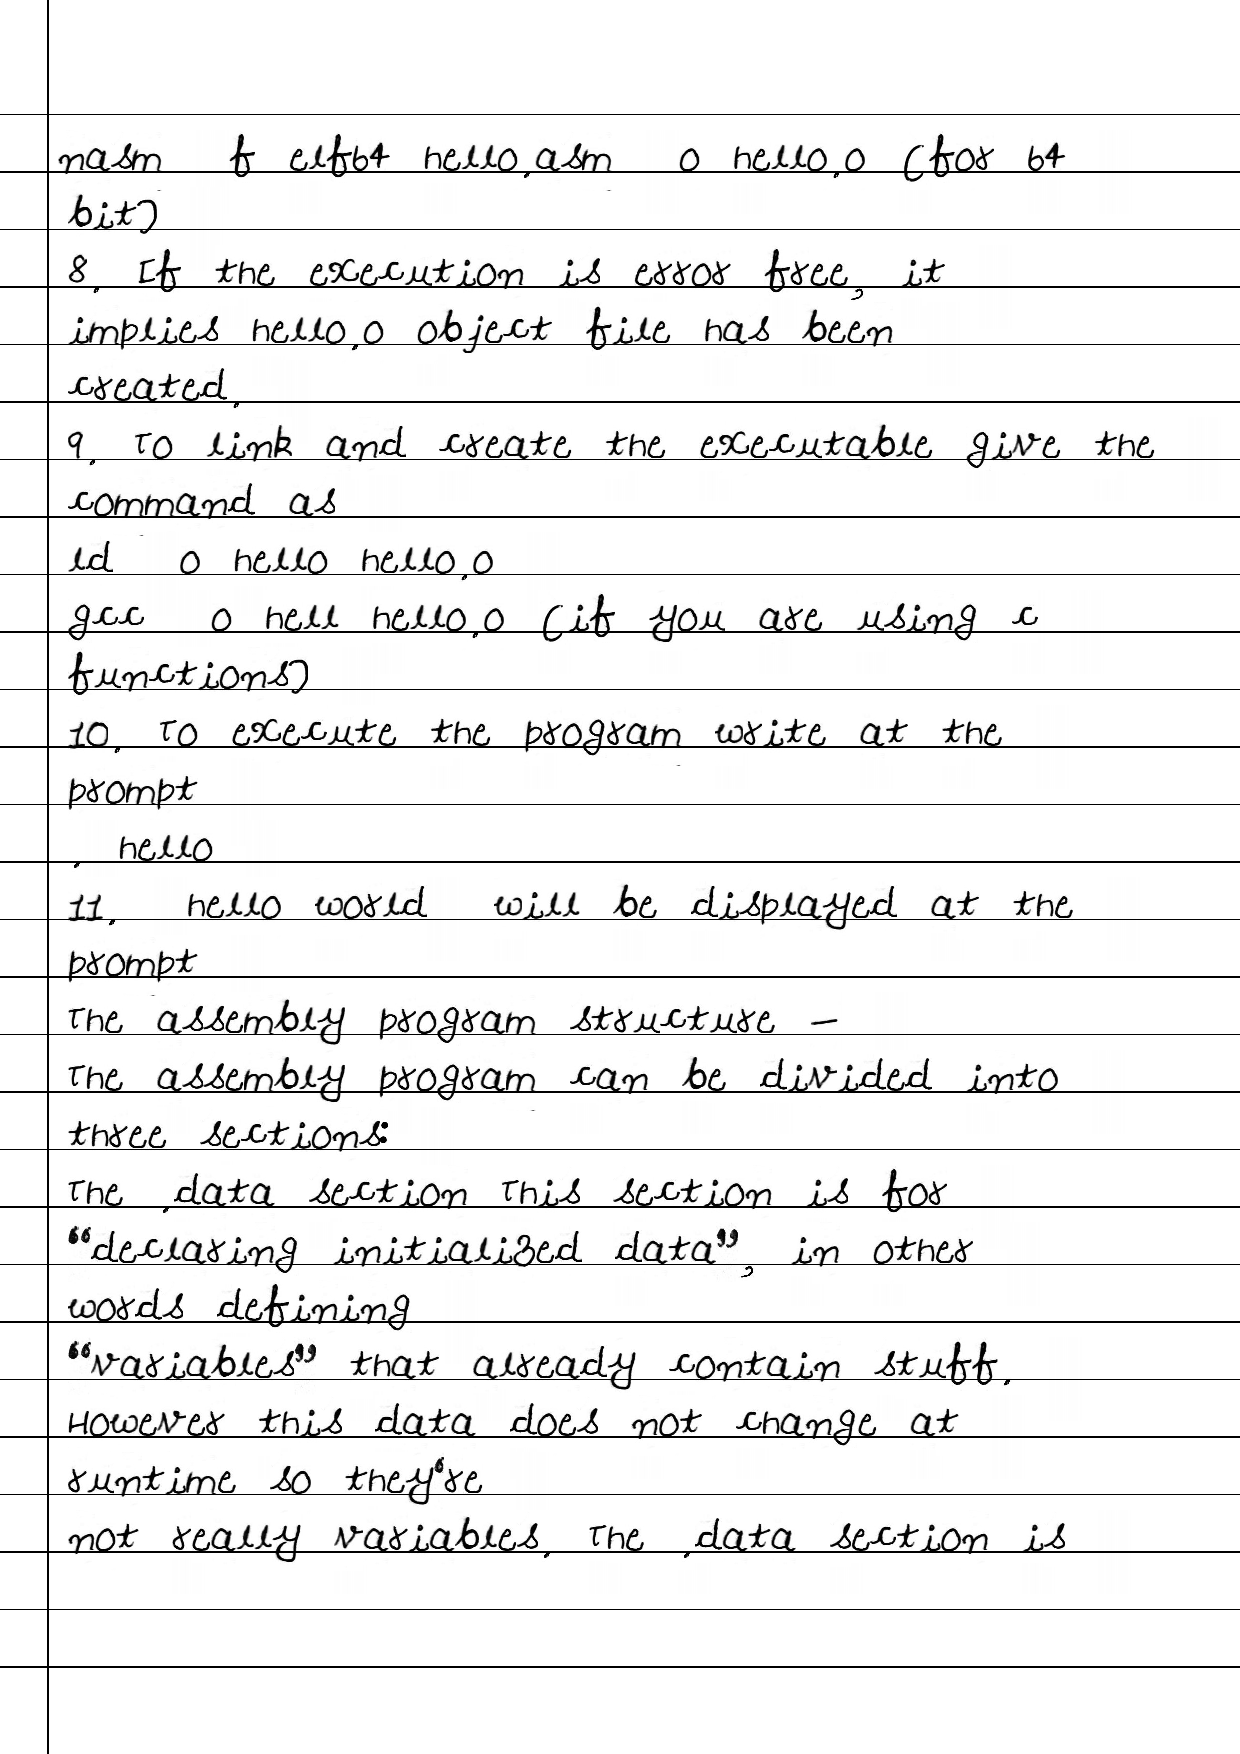 nasm f elf64 hello.asm o hello.o (for 64
bit)
8. If the execution is error free, it
implies hello.o object file has been
created.
9. To link and create the executable give the
command as
ld o hello hello.o
gcc o hell hello.o (if you are using c
functions)
10. To execute the program write at the
prompt
. hello
11. hello world will be displayed at the
prompt
The assembly program structure –
The assembly program can be divided into
three sections:
The .data section This section is for
“declaring initialized data”, in other
words defining
“variables” that already contain stuff.
However this data does not change at
runtime so they‘re
not really variables. The .data section is